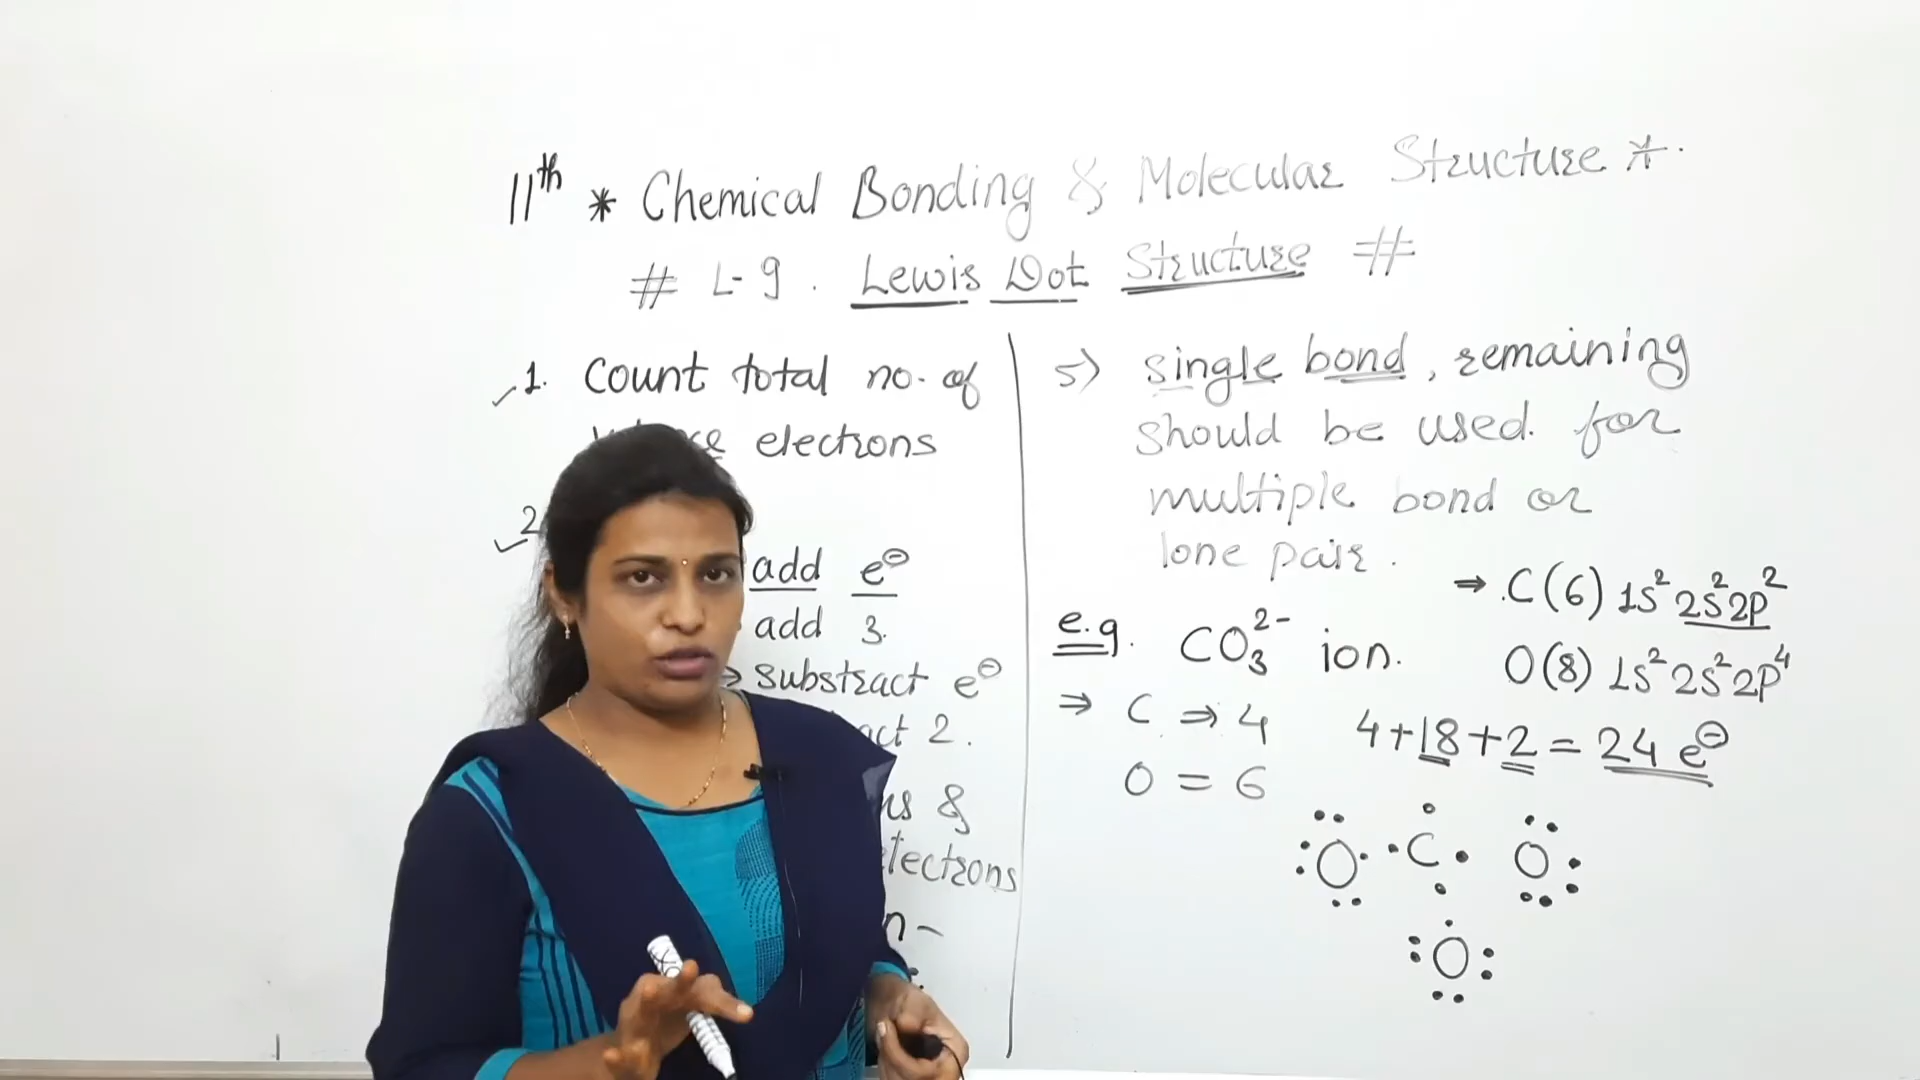 11th * Chemical Bonding & Molecular Structure *.
# L-9. Lewis Dot Structure #
1. Count total no. of
electrons
2
add e⊖
add 3.
→ substract e⊖
2.
&
n-
5) single bond, remaining
should be used for
multiple bond or
lone pair.
e.g. CO₃²⁻ ion.
⇒ C(6) 1s² 2s² 2p²
O(8) 1s² 2s² 2p⁴
⇒ C ⇒ 4
O = 6
4+18+2 = 24 e⊖
O C O
O